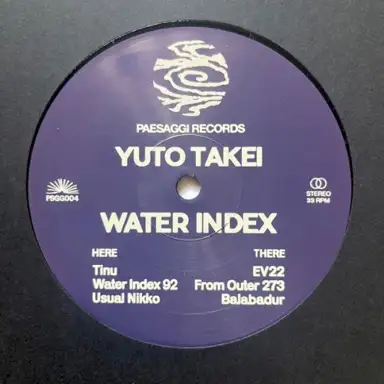 PAESAGGI RECORDS
YUTO TAKEI
PSGG004
STEREO
33 RPM
WATER INDEX
HERE
Tinu
Water Index 92
Usual Nikko
THERE
EV22
From Outer 273
Balabadur